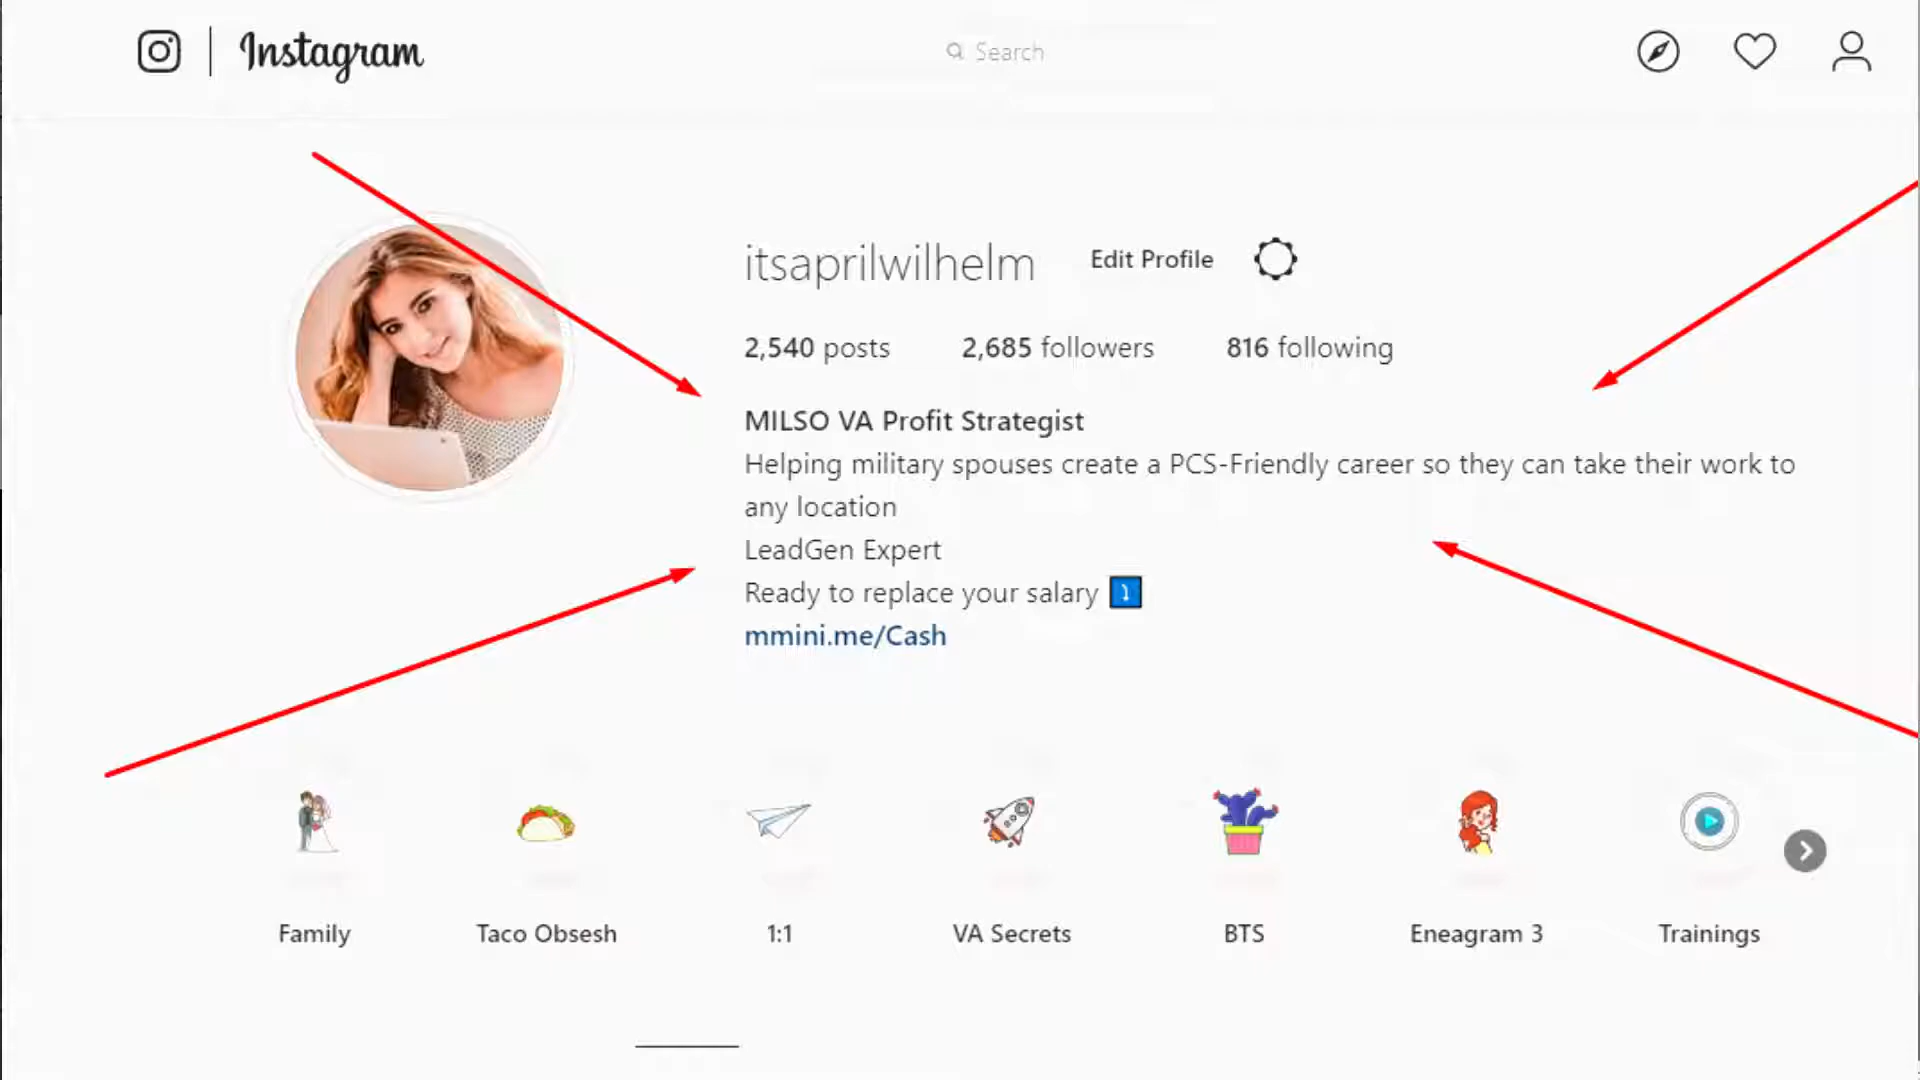 Instagram
Search
itsaprilwilhelm Edit Profile
2,540 posts 2,685 followers 816 following
MILSO VA Profit Strategist
Helping military spouses create a PCS-Friendly career so they can take their work to
any location
LeadGen Expert
Ready to replace your salary
mmini.me/Cash
Family Taco Obsesh 1:1 VA Secrets BTS Eneagram 3 Trainings